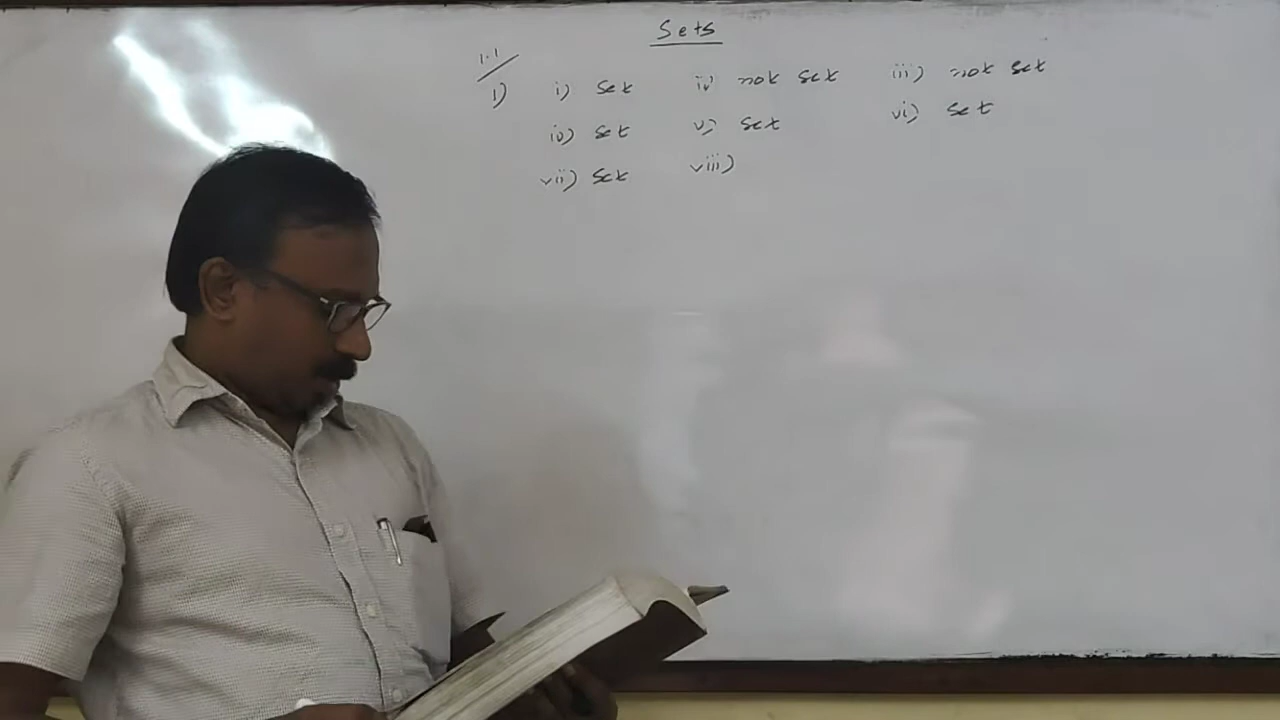 Sets
1.1
1) i) set ii) not set iii) not set
iv) set v) set vi) set
vii) set viii)